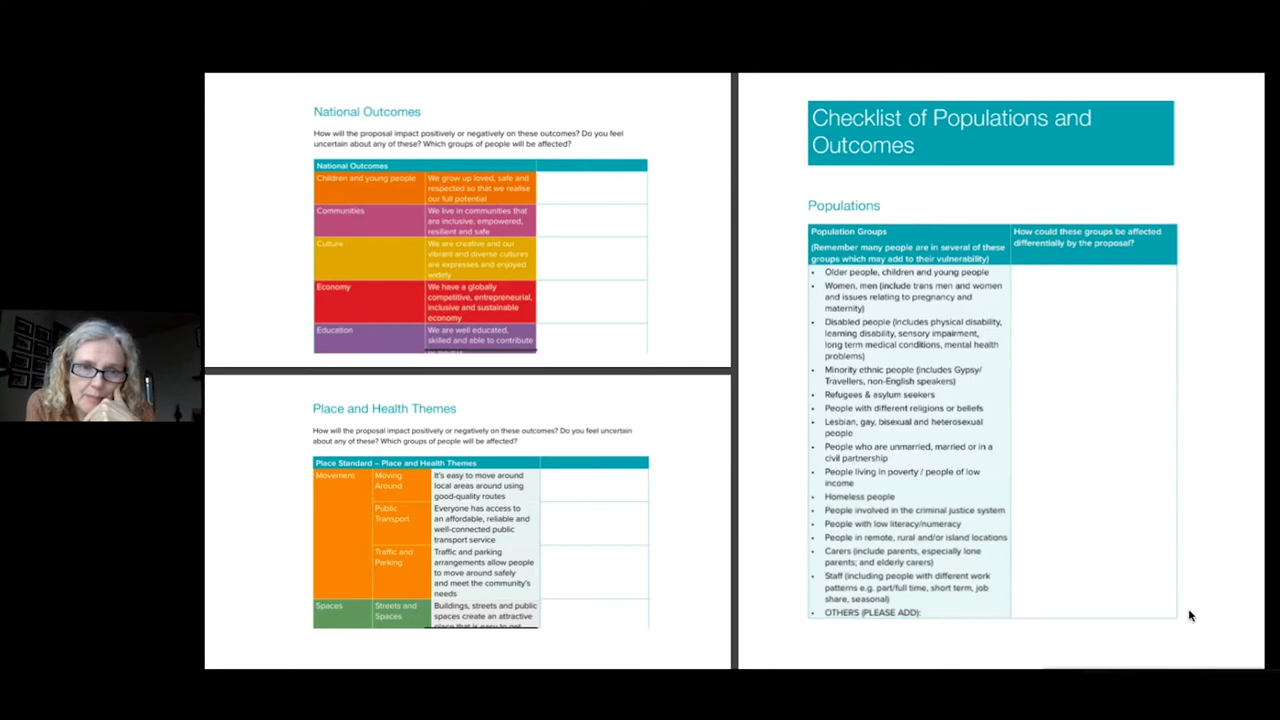 National Outcomes
How will the proposal impact positively or negatively on these outcomes? Do you feel
uncertain about any of these? Which groups of people will be affected?
National Outcomes
Children and young people
We grow up loved, safe and
respected so that we realise
our full potential
Communities
We live in communities that
are inclusive, empowered,
resilient and safe
Culture
We are creative and our
vibrant and diverse cultures
are expresses and enjoyed
widely
Economy
We have a globally
competitive, entrepreneurial,
inclusive and sustainable
economy
Education
We are well educated,
skilled and able to contribute
Place and Health Themes
How will the proposal impact positively or negatively on these outcomes? Do you feel uncertain
about any of these? Which groups of people will be affected?
Place Standard – Place and Health Themes
Movement
Moving
Around
It's easy to move around
local areas around using
good-quality routes
Public
Transport
Everyone has access to
an affordable, reliable and
well-connected public
transport service
Traffic and
Parking
Traffic and parking
arrangements allow people
to move around safely
and meet the community's
needs
Spaces
Streets and
Spaces
Buildings, streets and public
spaces create an attractive
place that is easy to get
Checklist of Populations and
Outcomes
Populations
Population Groups
(Remember many people are in several of these
groups which may add to their vulnerability)
How could these groups be affected
differentially by the proposal?
• Older people, children and young people
• Women, men (include trans men and women
and issues relating to pregnancy and
maternity)
• Disabled people (includes physical disability,
learning disability, sensory impairment,
long term medical conditions, mental health
problems)
• Minority ethnic people (includes Gypsy/
Travellers, non-English speakers)
• Refugees & asylum seekers
• People with different religions or beliefs
• Lesbian, gay, bisexual and heterosexual
people
• People who are unmarried, married or in a
civil partnership
• People living in poverty / people of low
income
• Homeless people
• People involved in the criminal justice system
• People with low literacy/numeracy
• People in remote, rural and/or island locations
• Carers (include parents, especially lone
parents; and elderly carers)
• Staff (including people with different work
patterns e.g. part/full time, short term, job
share, seasonal)
• OTHERS (PLEASE ADD):